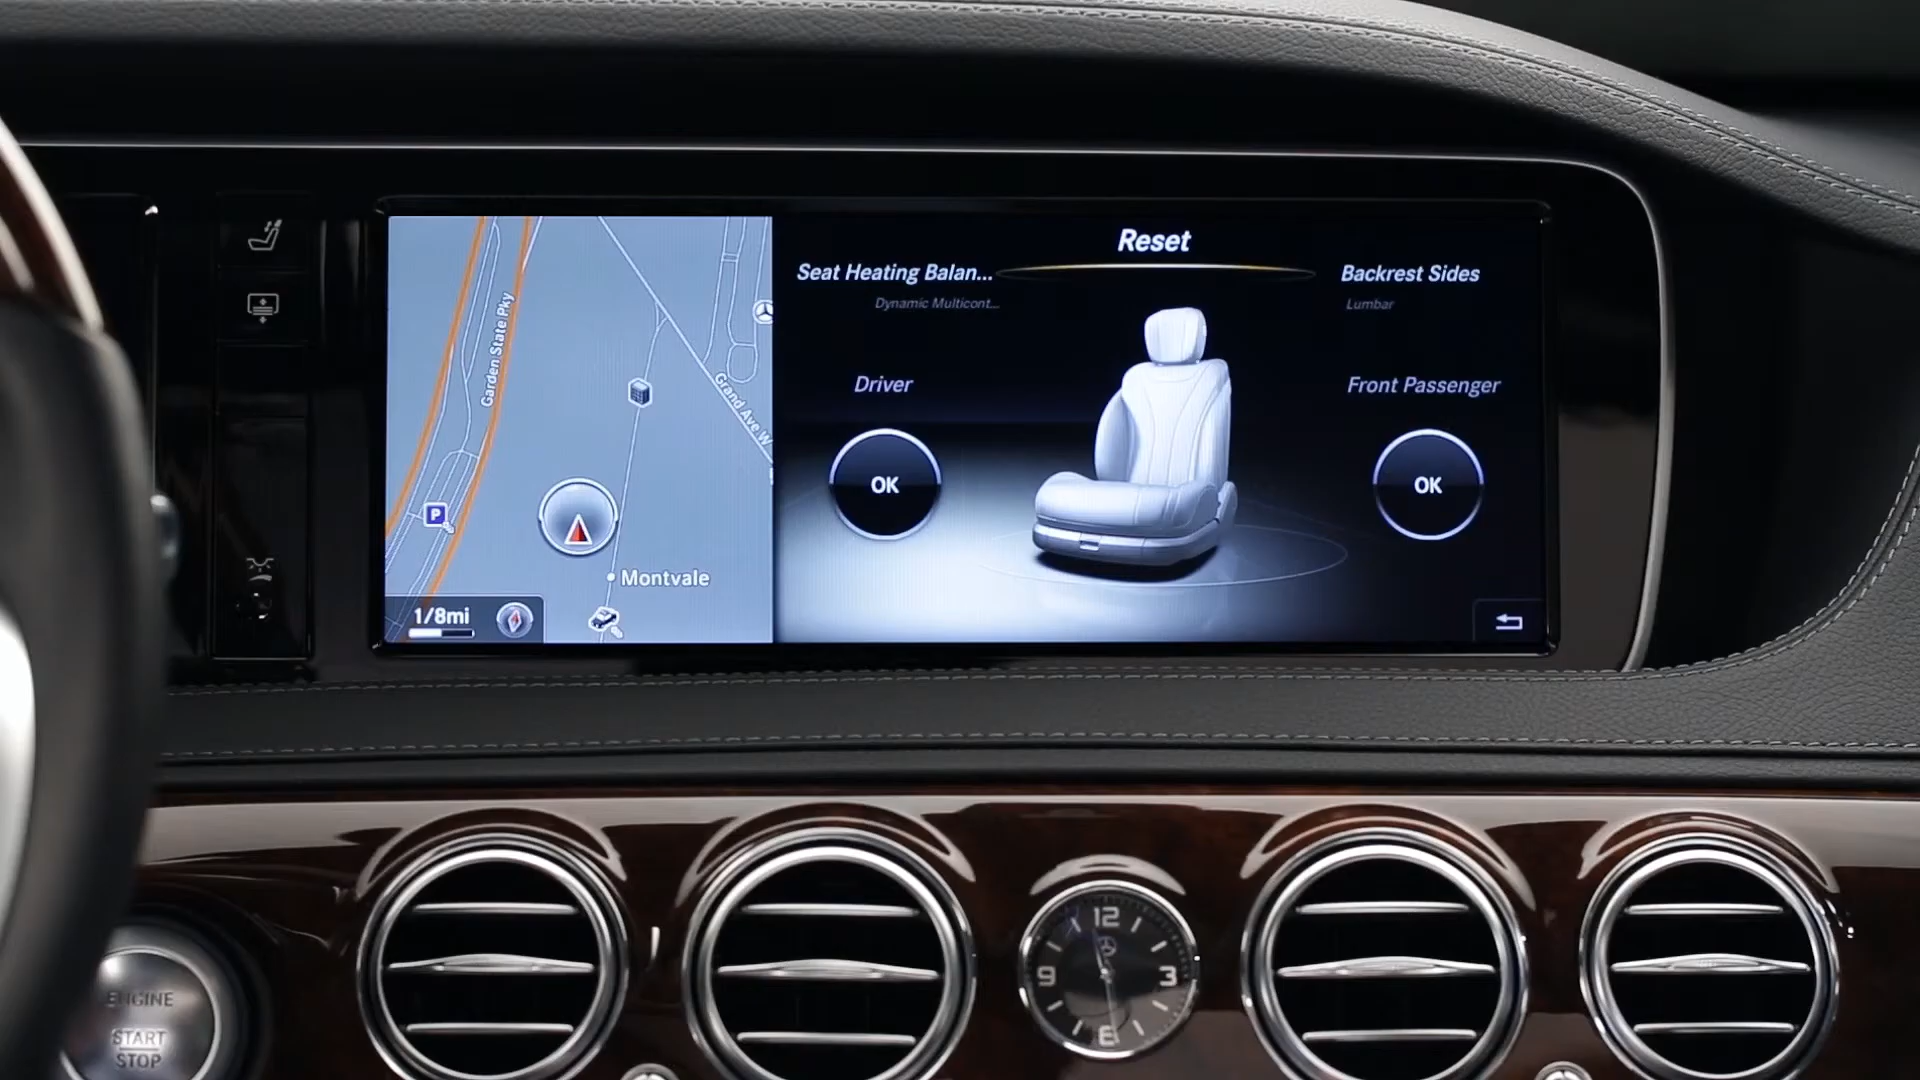 Reset
Seat Heating Balan...
Backrest Sides
Dynamic Multicont...
Lumbar
Garden State Pky
Grand Ave W
Driver
Front Passenger
OK
OK
P
Montvale
1/8mi
12
9
3
6
ENGINE
START
STOP